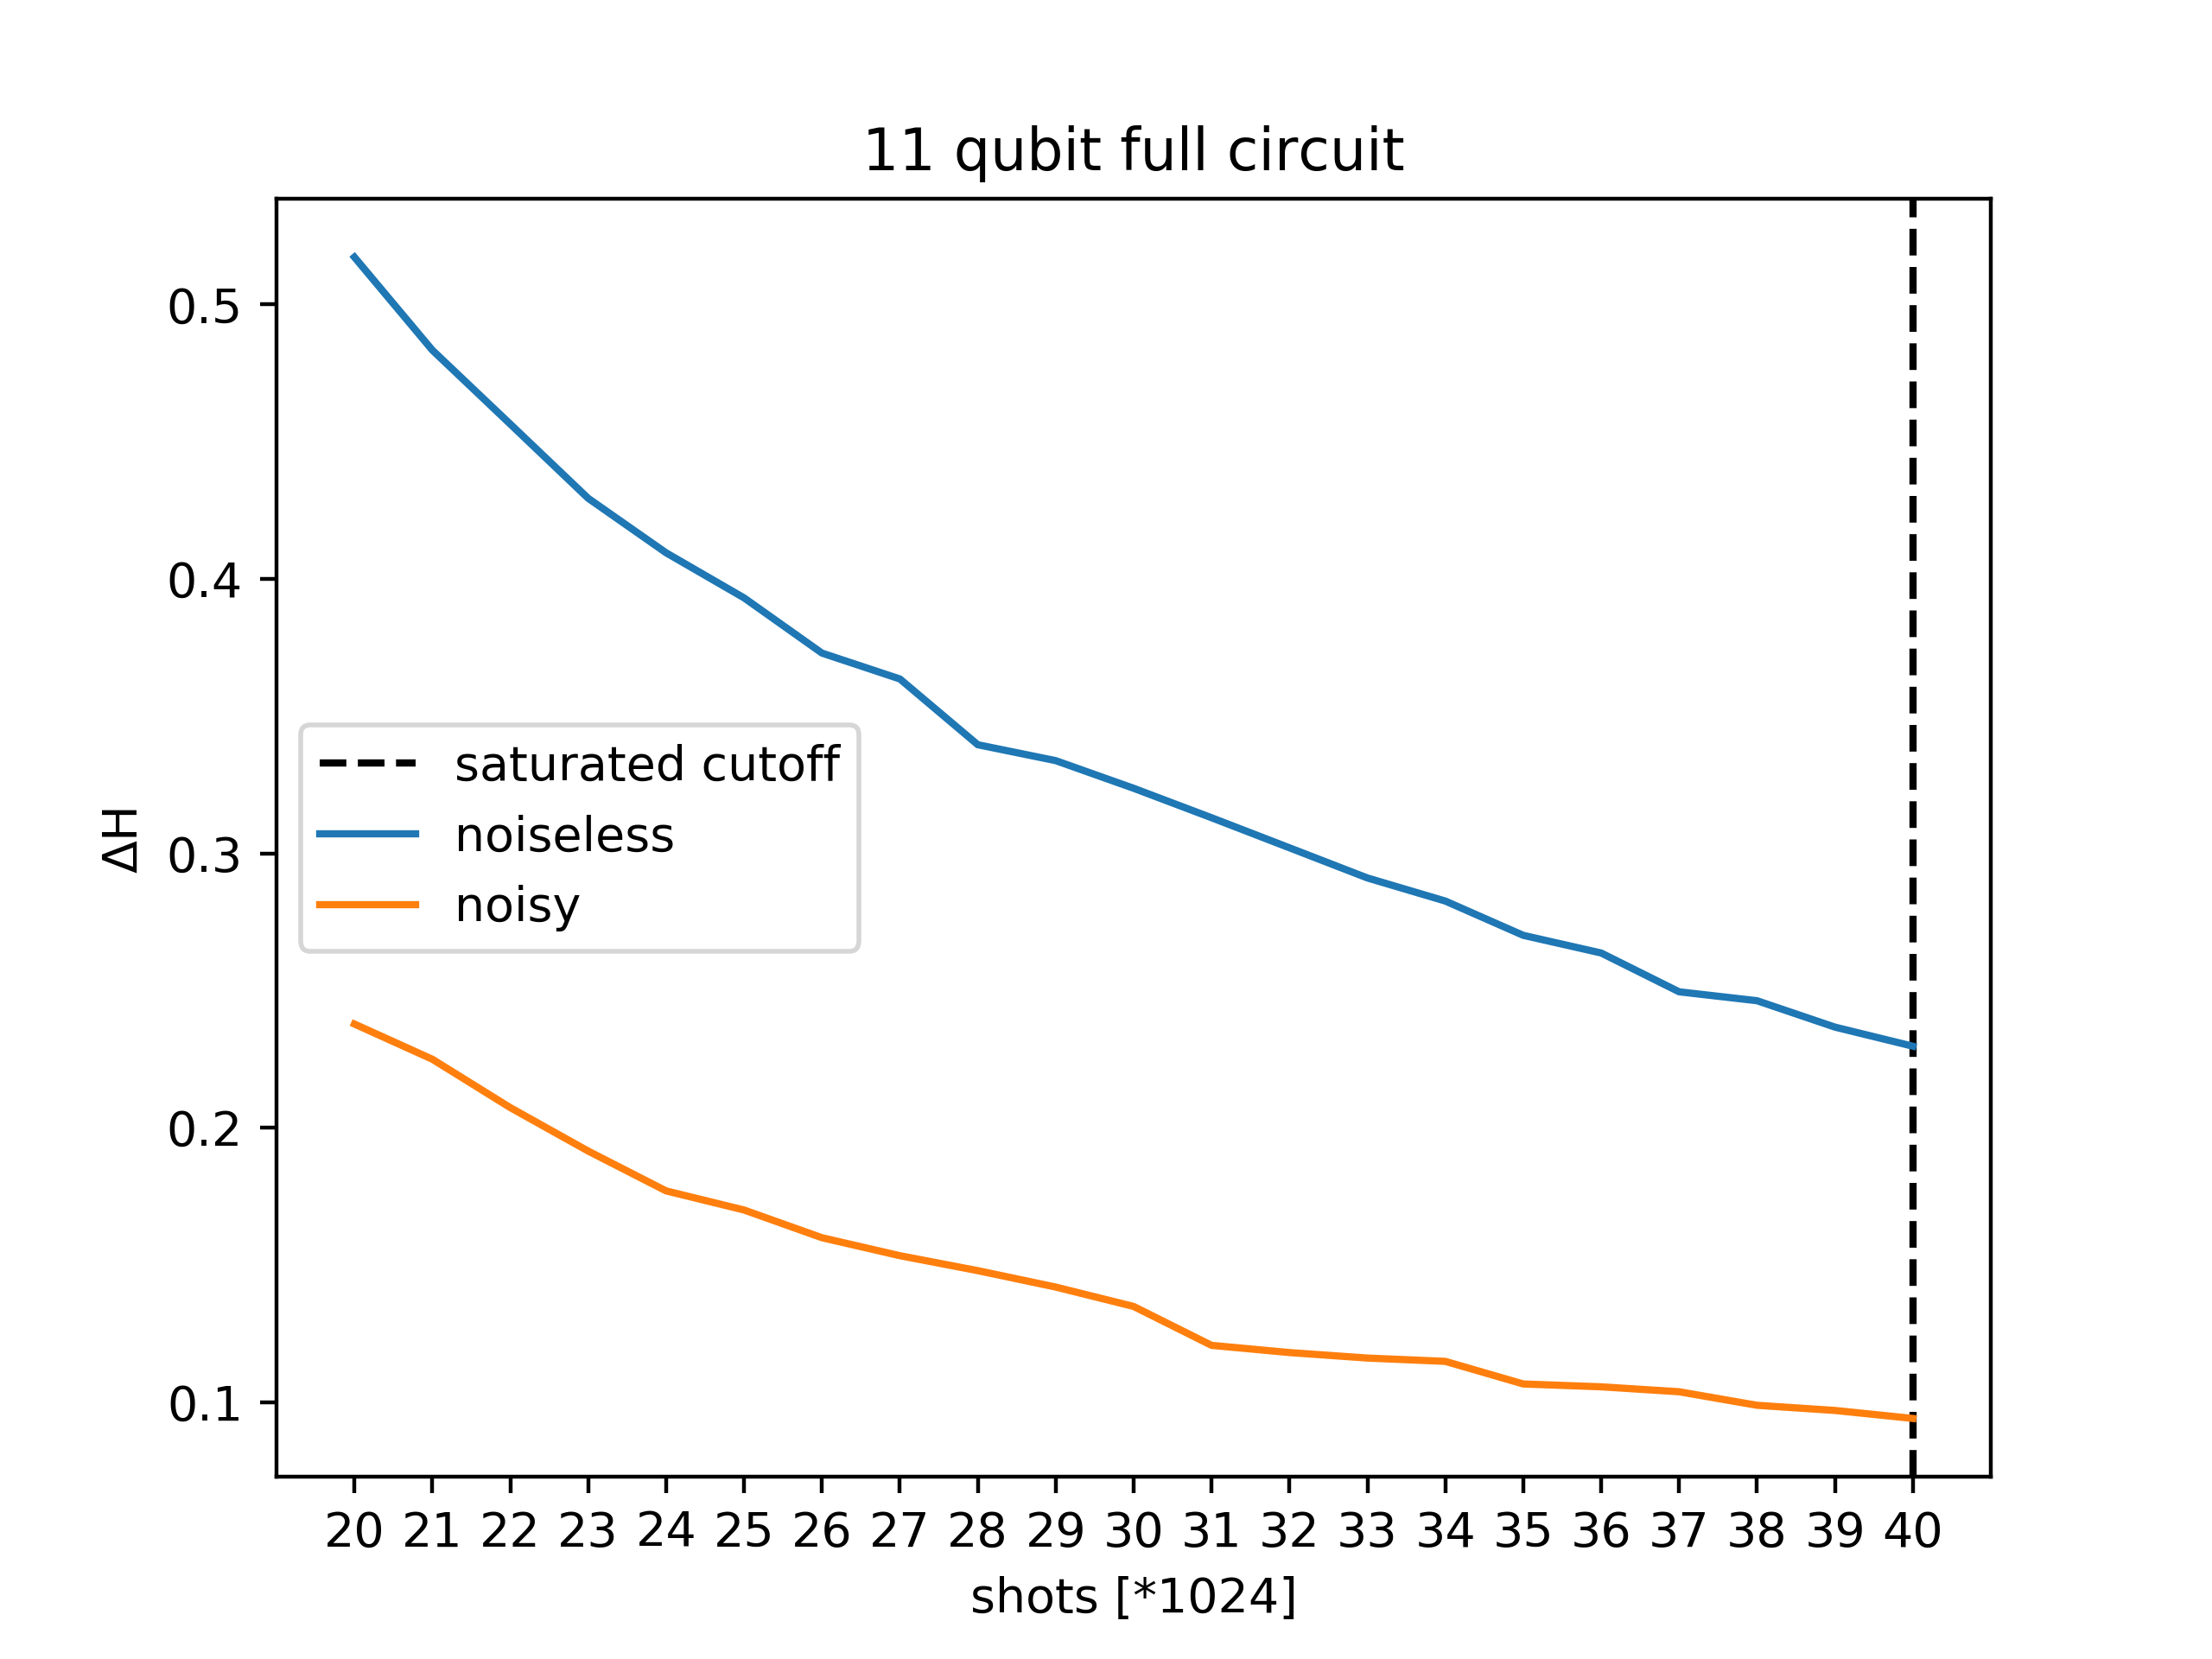 11 qubit full circuit
ΔH
0.5
0.4
0.3
0.2
0.1
saturated cutoff
noiseless
noisy
20 21 22 23 24 25 26 27 28 29 30 31 32 33 34 35 36 37 38 39 40
shots [*1024]